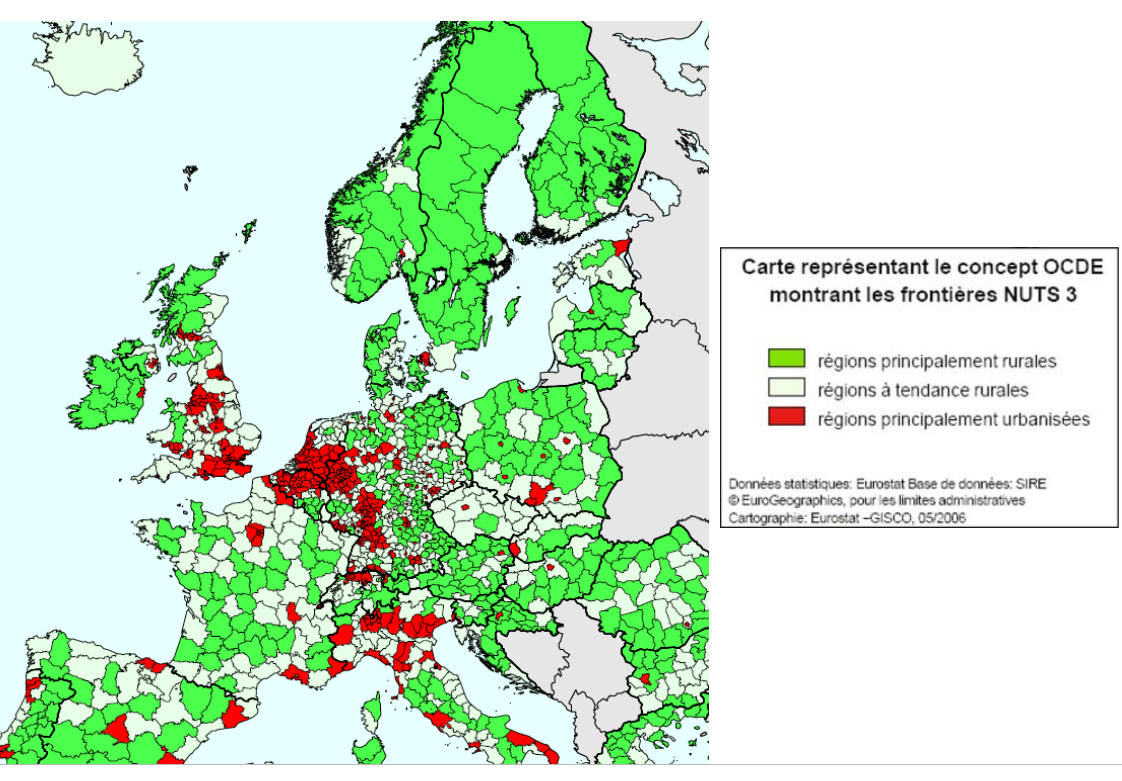 Carte représentant le concept OCDE
montrant les frontières NUTS 3
régions principalement rurales
régions à tendance rurales
régions principalement urbanisées
Données statistiques: Eurostat Base de données: SIRE
© EuroGeographics, pour les limites administratives
Cartographie: Eurostat –GISCO, 05/2006